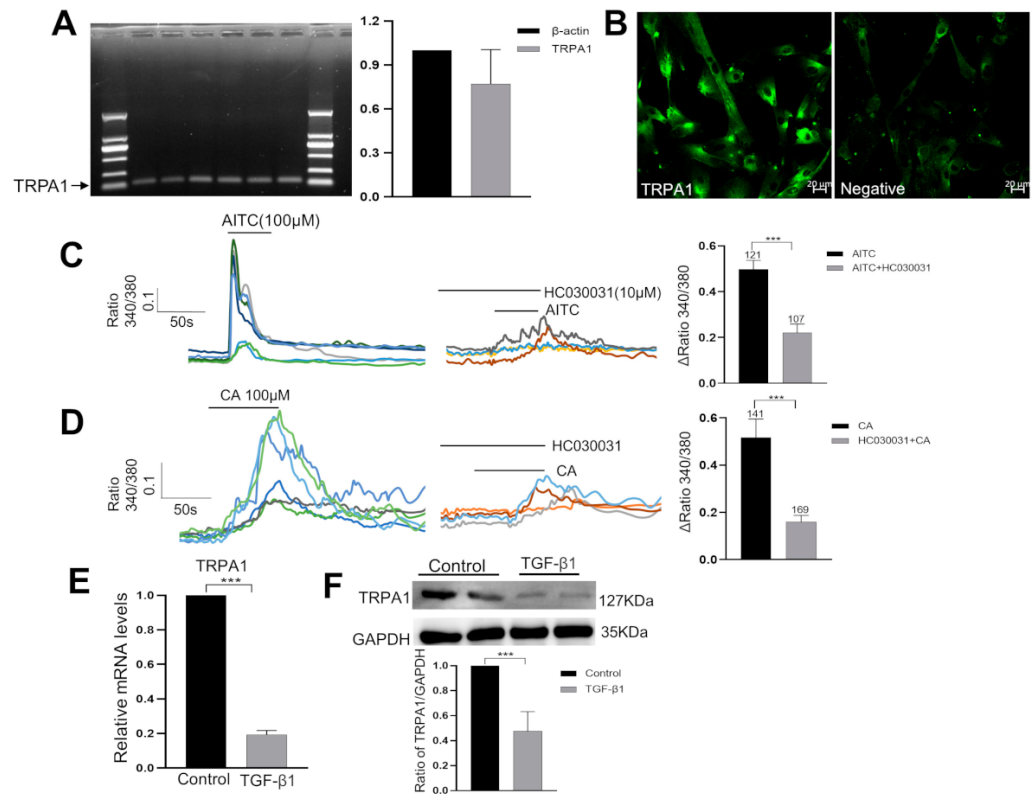 A
TRPA1
1.2
0.9
0.6
0.3
0.0
β-actin
TRPA1
B
TRPA1
20 μm
Negative
20 μm
C
AITC(100μM)
Ratio
340/380
0.1
50s
HC030031(10μM)
AITC
ΔRatio 340/380
0.6
0.4
0.2
0.0
***
121
107
AITC
AITC+HC030031
D
CA 100μM
Ratio
340/380
0.1
50s
HC030031
CA
ΔRatio 340/380
0.6
0.4
0.2
0.0
***
141
169
CA
HC030031+CA
E
TRPA1
***
Relative mRNA levels
1.0
0.8
0.6
0.4
0.2
0.0
Control
TGF-β1
F
Control
TGF-β1
TRPA1
127KDa
GAPDH
35KDa
Ratio of TRPA1/GAPDH
1.0
0.8
0.6
0.4
0.2
0.0
***
Control
TGF-β1